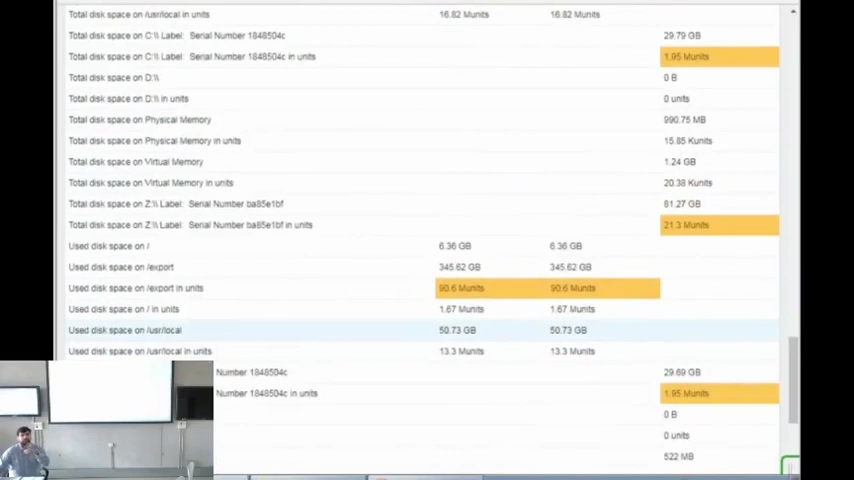 Total disk space on /usr/local in units 16.82 Munits 16.82 Munits
Total disk space on C:\\ Label: Serial Number 1848504c 29.79 GB
Total disk space on C:\\ Label: Serial Number 1848504c in units 1.95 Munits
Total disk space on D:\\ 0 B
Total disk space on D:\\ in units 0 units
Total disk space on Physical Memory 990.75 MB
Total disk space on Physical Memory in units 15.85 Kunits
Total disk space on Virtual Memory 1.24 GB
Total disk space on Virtual Memory in units 20.38 Kunits
Total disk space on Z:\\ Label: Serial Number ba85e1bf 81.27 GB
Total disk space on Z:\\ Label: Serial Number ba85e1bf in units 21.3 Munits
Used disk space on / 6.36 GB 6.36 GB
Used disk space on /export 345.62 GB 345.62 GB
Used disk space on /export in units 90.6 Munits 90.6 Munits
Used disk space on / in units 1.67 Munits 1.67 Munits
Used disk space on /usr/local 50.73 GB 50.73 GB
Used disk space on /usr/local in units 13.3 Munits 13.3 Munits
Number 1848504c 29.69 GB
Number 1848504c in units 1.95 Munits
0 B
0 units
522 MB